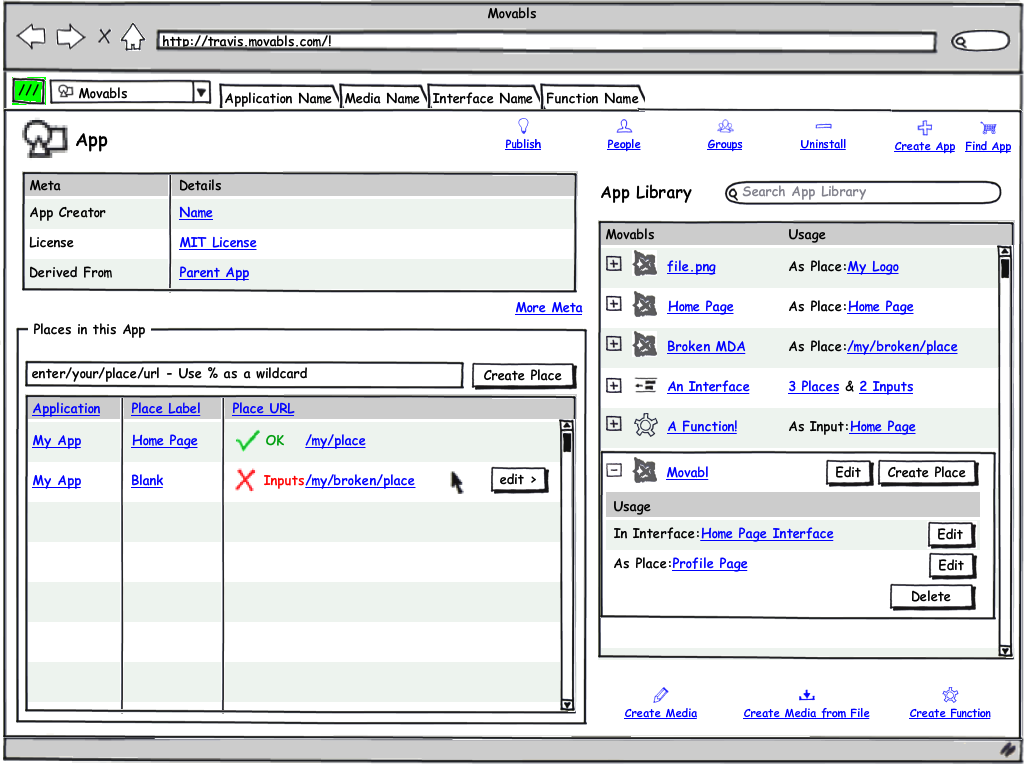 Movabls
http://travis.movabls.com/!
/// Movabls Application Name Media Name Interface Name Function Name
App
Publish People Groups Uninstall Create App Find App
Meta Details
App Creator Name
License MIT License
Derived From Parent App
More Meta
Places in this App
enter/your/place/url - Use % as a wildcard Create Place
Application Place Label Place URL
My App Home Page OK /my/place
My App Blank Inputs /my/broken/place edit >
App Library Search App Library
Movabls Usage
file.png As Place:My Logo
Home Page As Place:Home Page
Broken MDA As Place:/my/broken/place
An Interface 3 Places & 2 Inputs
A Function! As Input:Home Page
Movabl Edit Create Place
Usage
In Interface:Home Page Interface Edit
As Place:Profile Page Edit
Delete
Create Media Create Media from File Create Function